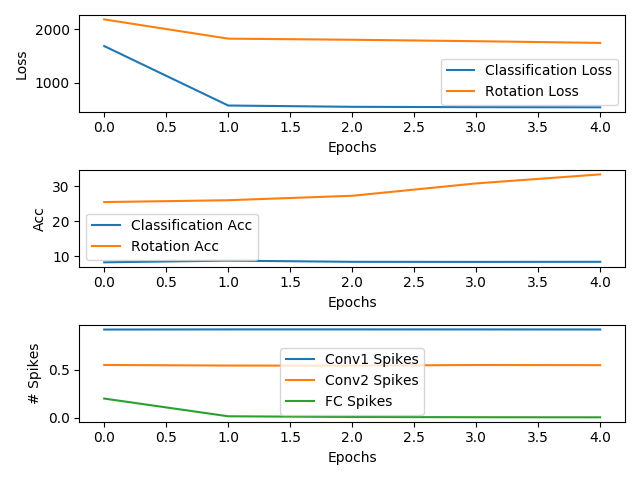 Loss
2000
1000
Classification Loss
Rotation Loss
0.0 0.5 1.0 1.5 2.0 2.5 3.0 3.5 4.0
Epochs
Acc
30
20
10
Classification Acc
Rotation Acc
0.0 0.5 1.0 1.5 2.0 2.5 3.0 3.5 4.0
Epochs
# Spikes
0.5
0.0
Conv1 Spikes
Conv2 Spikes
FC Spikes
0.0 0.5 1.0 1.5 2.0 2.5 3.0 3.5 4.0
Epochs